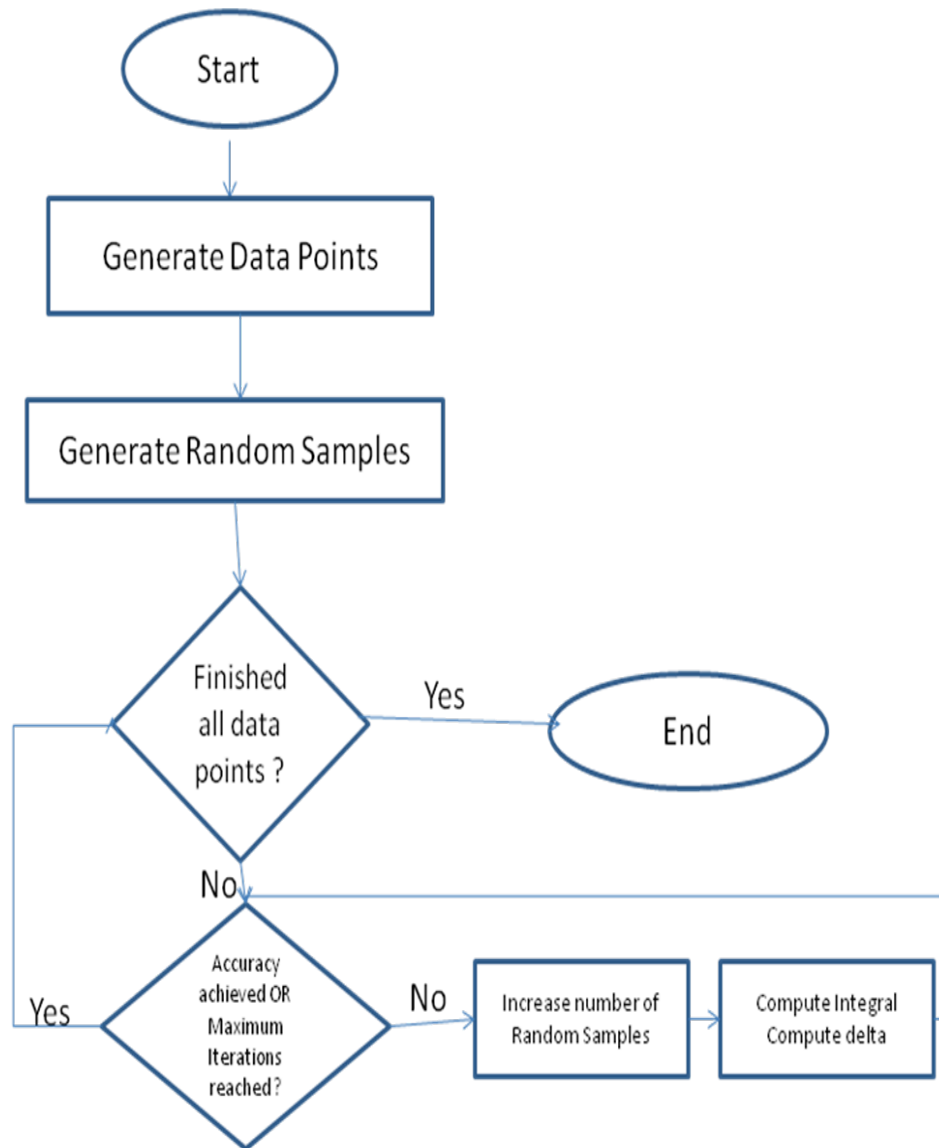 Start
Generate Data Points
Generate Random Samples
Finished
all data
points ?
Yes
End
No
Accuracy
achieved OR
Maximum
Iterations
reached?
Yes
No
Increase number of
Random Samples
Compute Integral
Compute delta